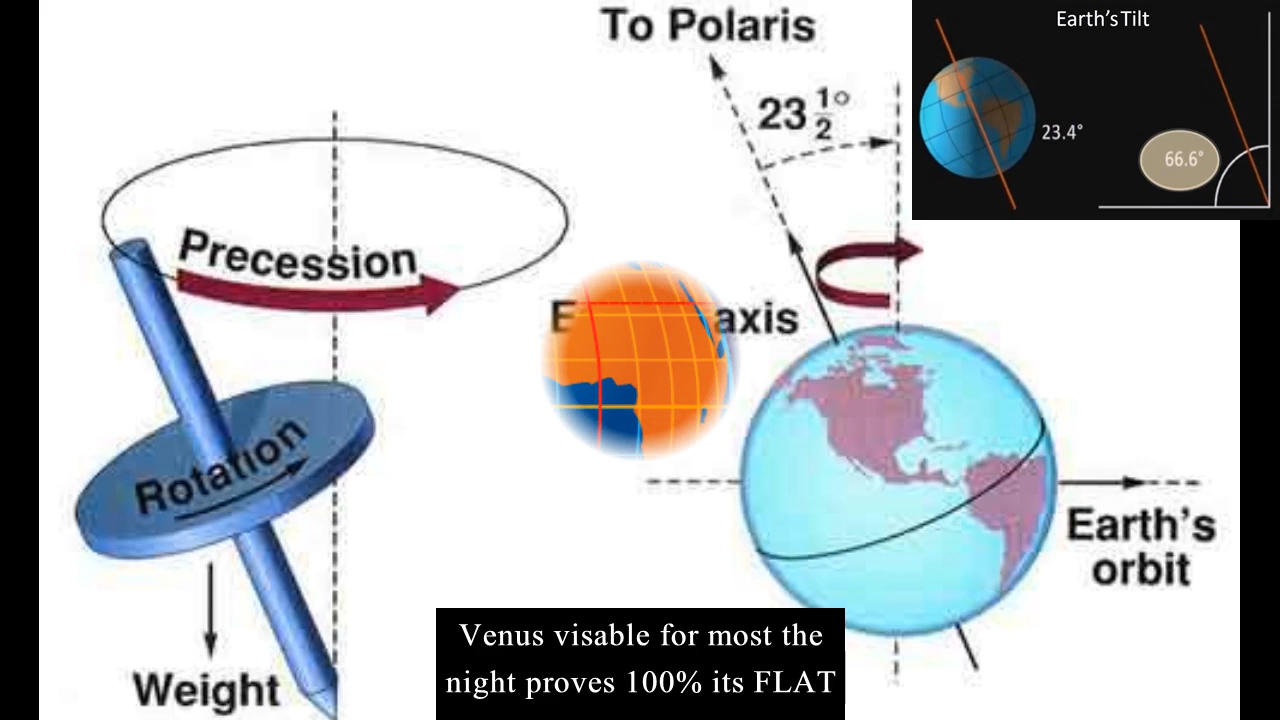 To Polaris
23 1/2°
Earth's Tilt
23.4°
66.6°
Precession
E axis
Rotation
Earth's
orbit
Weight
Venus visable for most the
night proves 100% its FLAT